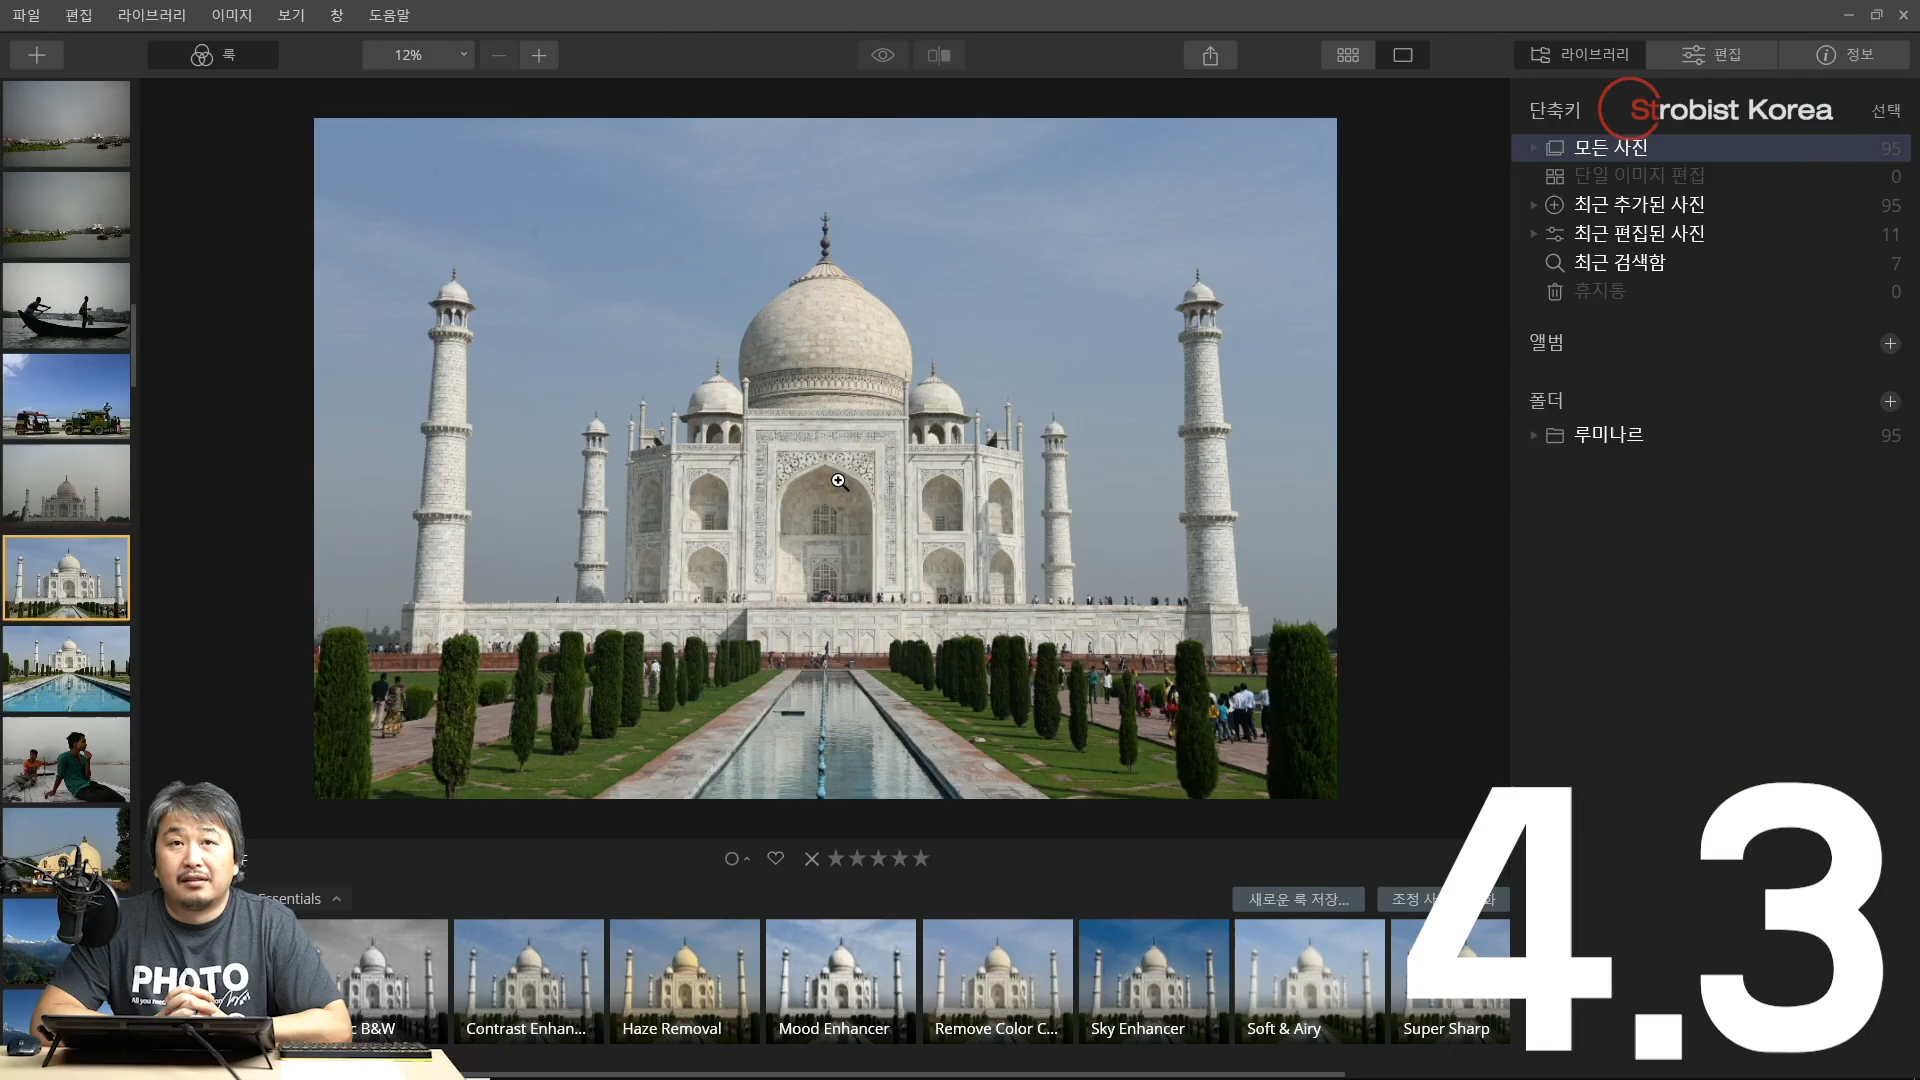 파일 편집 라이브러리 이미지 보기 창 도움말
룩 12% 라이브러리 편집 정보
단축키 Strobist Korea 선택
모든 사진 95
단일 이미지 편집 0
최근 추가된 사진 95
최근 편집된 사진 11
최근 검색함 7
휴지통 0
앨범
폴더
루미나르 95
Essentials
새로운 룩 저장...
조정 사 화
c B&W
Contrast Enhan...
Haze Removal
Mood Enhancer
Remove Color C...
Sky Enhancer
Soft & Airy
Super Sharp
PHOTO
4.3